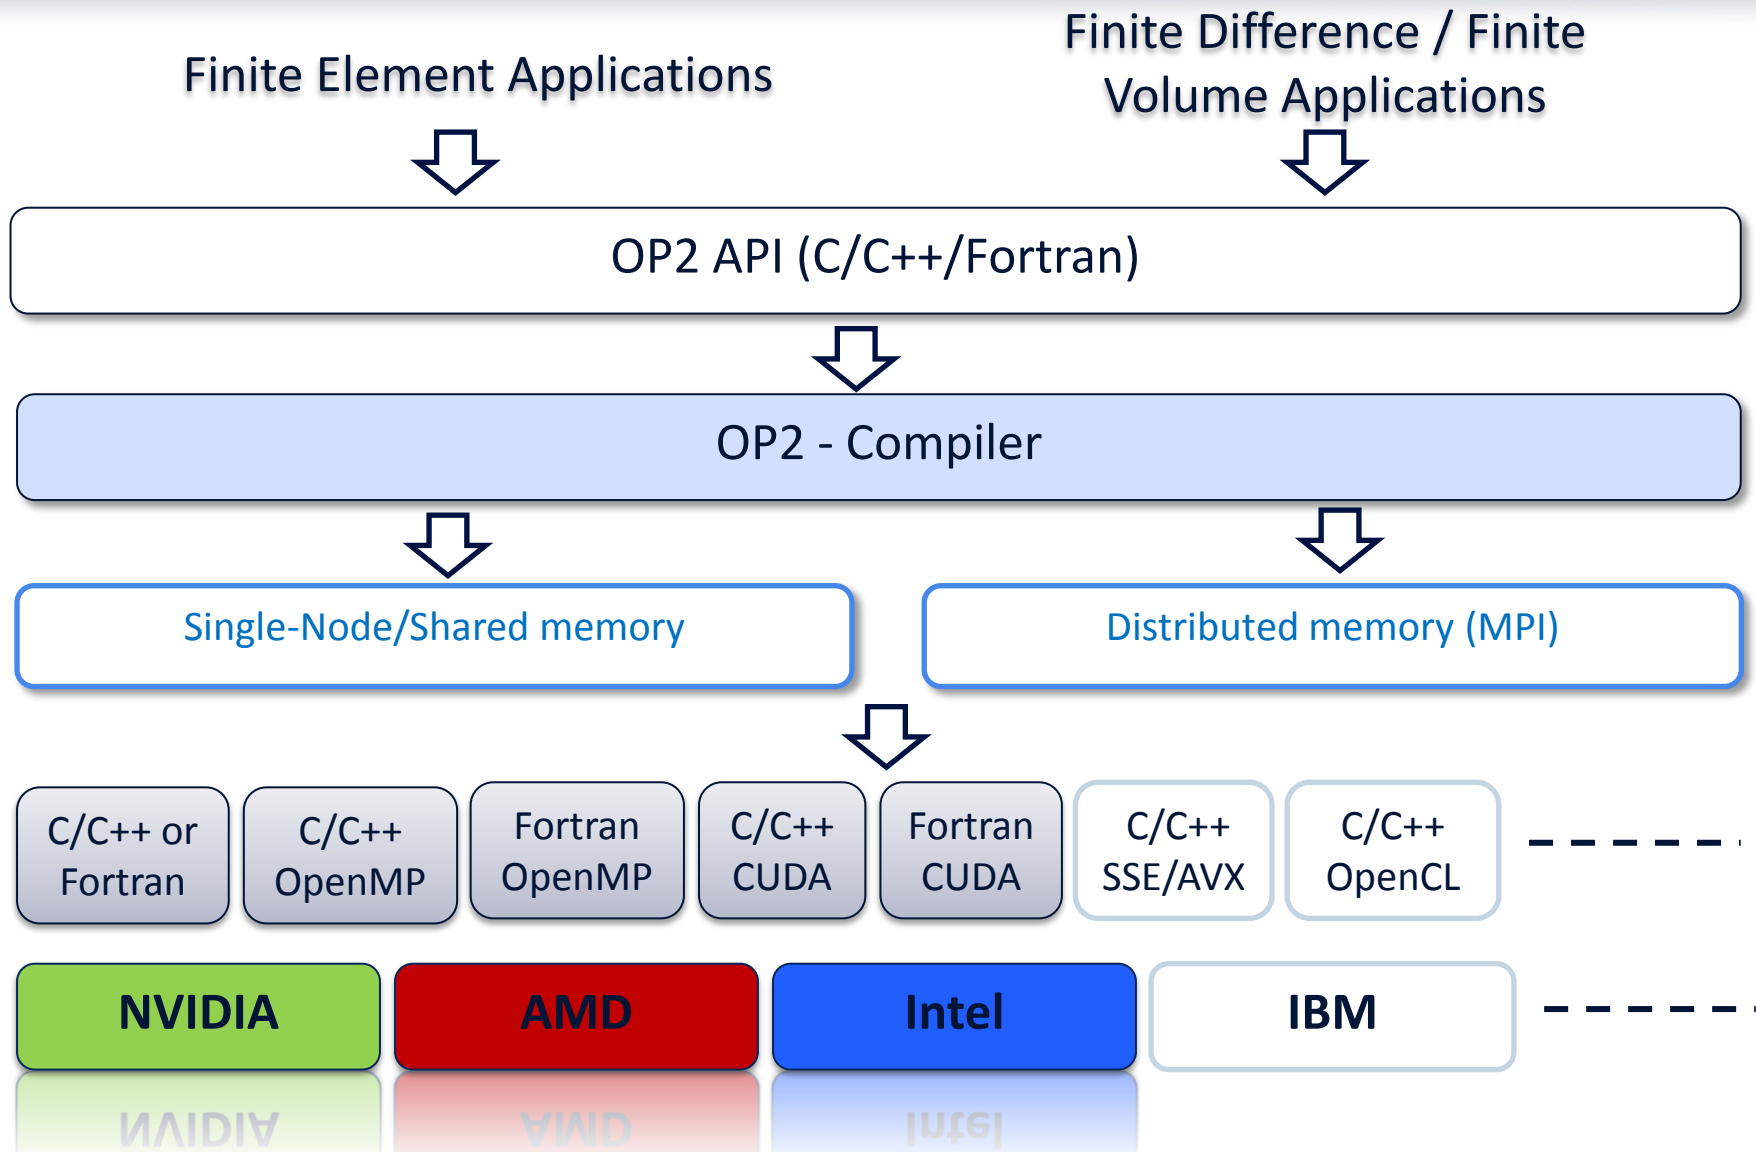 Finite Element Applications
Finite Difference / Finite
Volume Applications
OP2 API (C/C++/Fortran)
OP2 - Compiler
Single-Node/Shared memory
Distributed memory (MPI)
C/C++ or
Fortran
C/C++
OpenMP
Fortran
OpenMP
C/C++
CUDA
Fortran
CUDA
C/C++
SSE/AVX
C/C++
OpenCL
NVIDIA
AMD
Intel
IBM